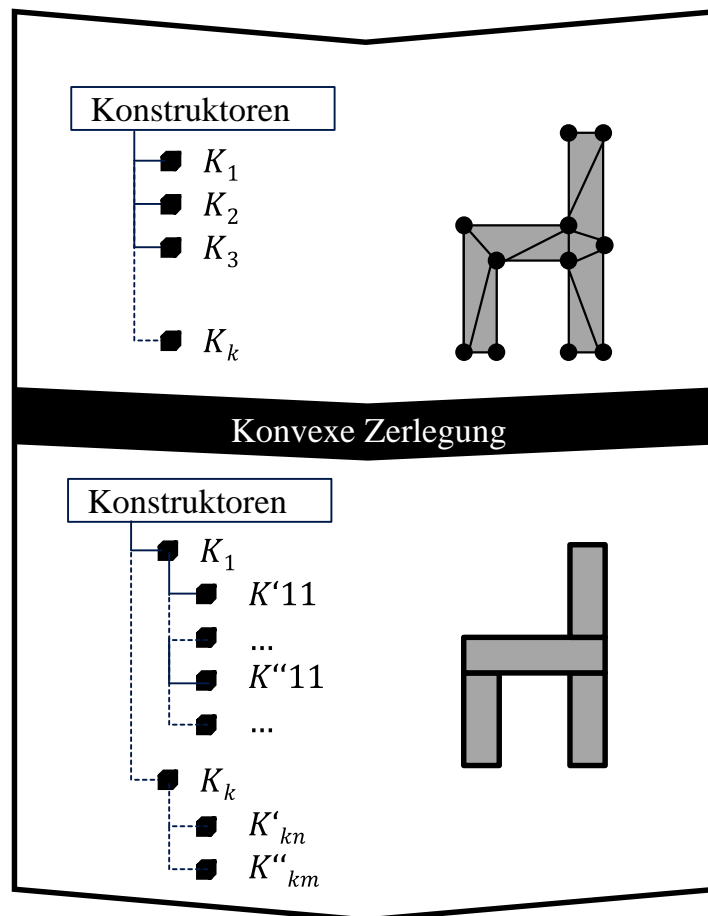 Konstruktoren
K₁
K₂
K₃
Kₖ
Konvexe Zerlegung
Konstruktoren
K₁
K‘11
...
K“11
...
Kₖ
K‘ₖₙ
K“ₖₘ